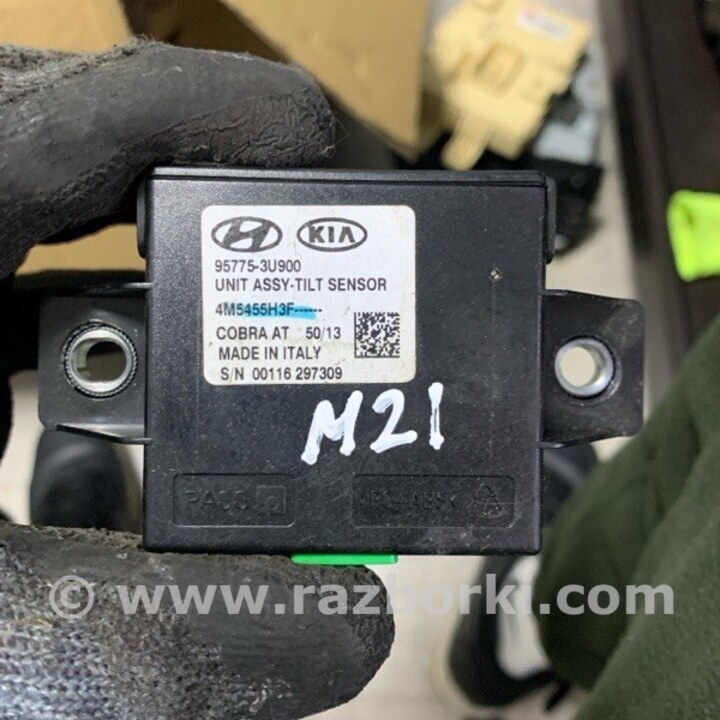 HYUNDAI KIA
95775-3U900
UNIT ASSY-TILT SENSOR
4M5455H3F------
COBRA AT 50/13
MADE IN ITALY
S/N 00116 297309
M21
© www.razborki.com